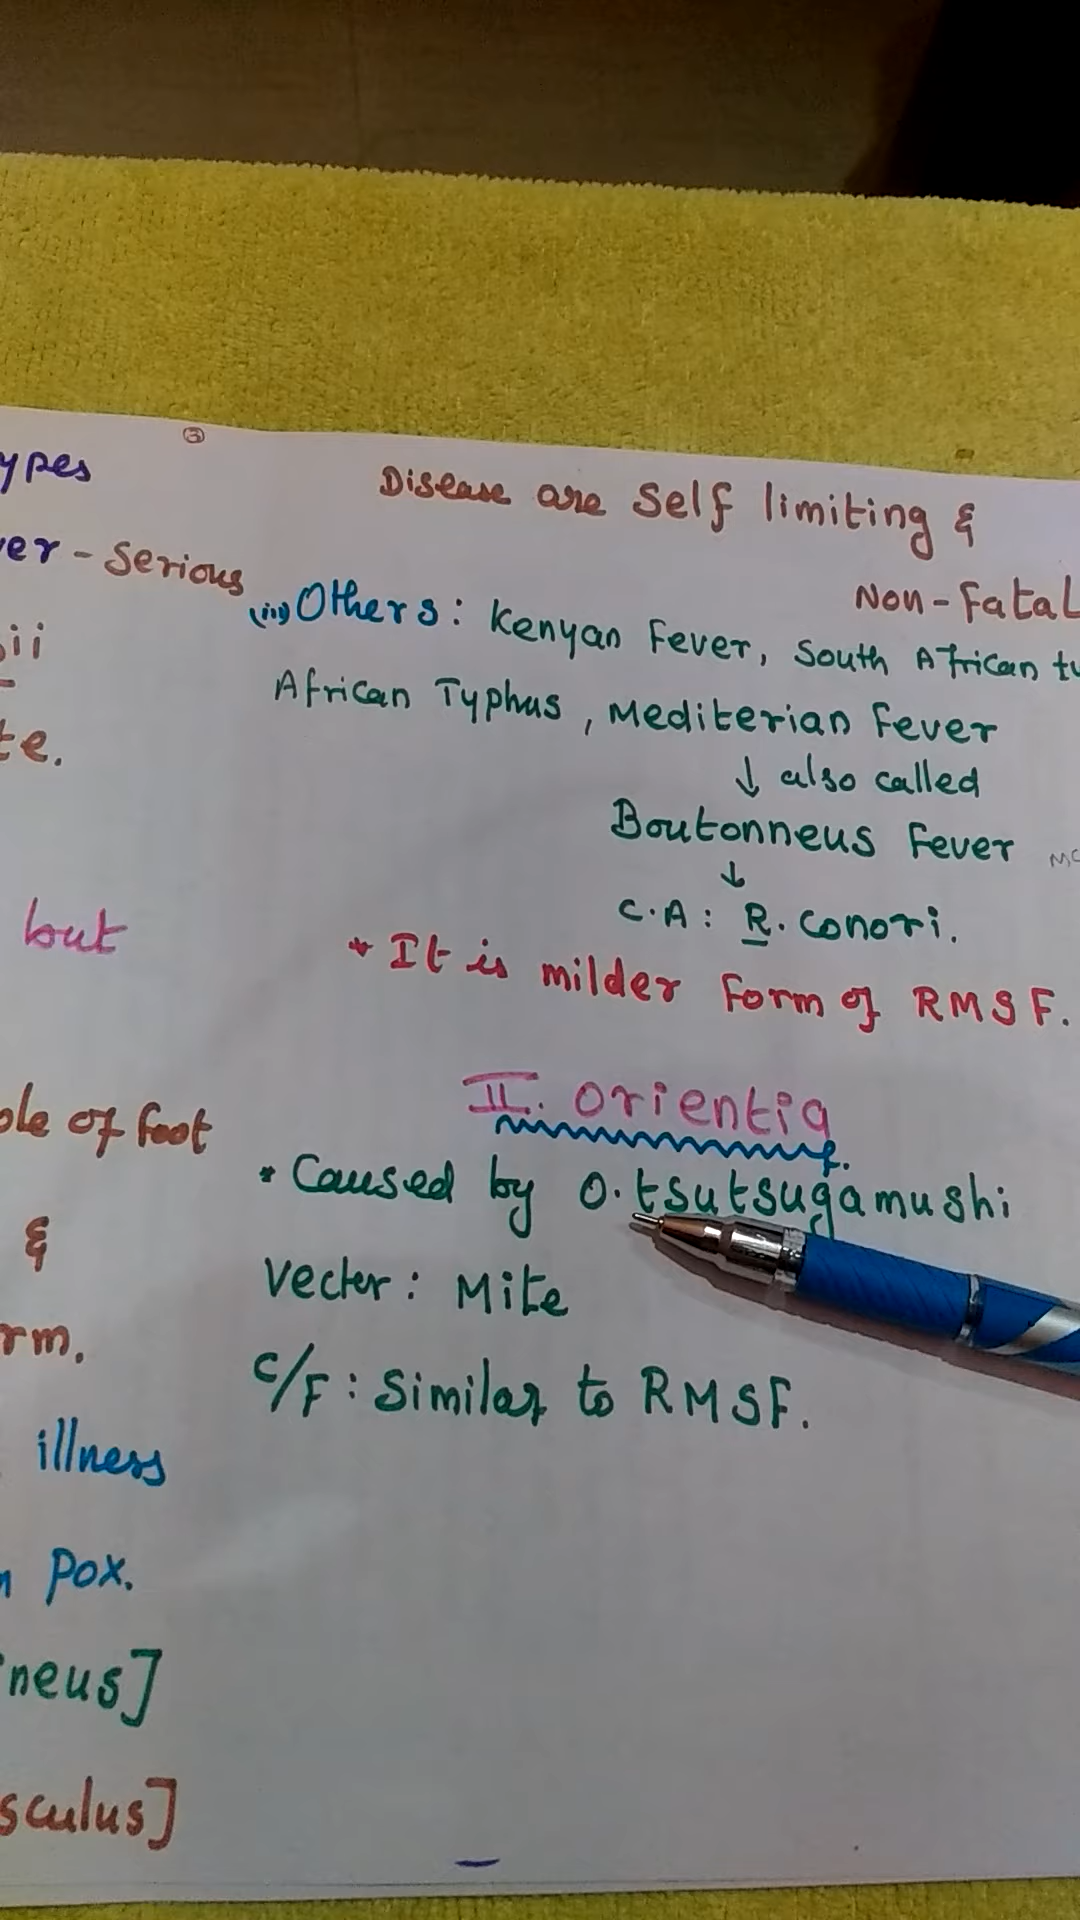 ③
ypes
er - Serious
ii
te.
but
ole of foot
&
rm.
illness
n Pox.
neus]
sculus]
Disease are Self limiting &
Non - Fatal
(iii) Others: Kenyan Fever, South African
African Typhus, Mediterian Fever
↓ also called
Boutonneus Fever
↓
C.A: R. conori.
* It is milder form of RMSF.
II. Orientia
* Caused by O. tsutsugamushi
Vector: Mite
C/F: Similar to RMSF.